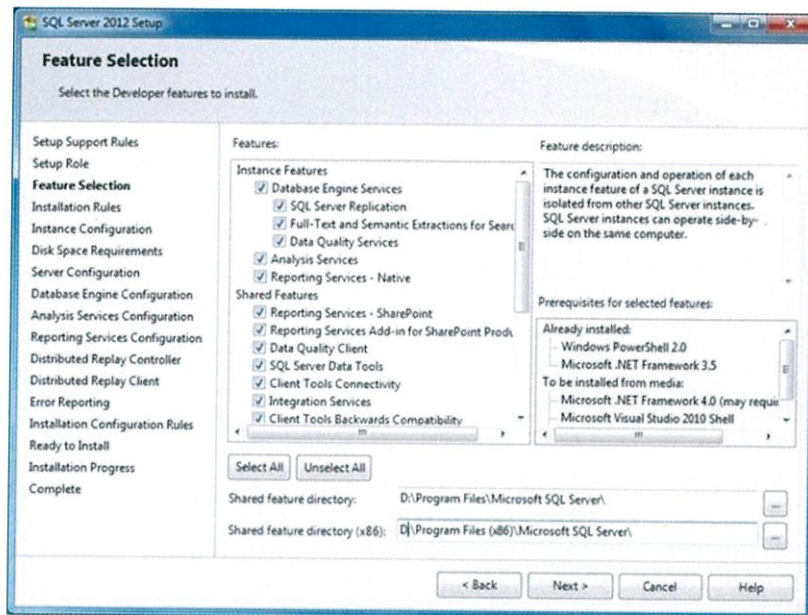 SQL Server 2012 Setup
Feature Selection
Select the Developer features to install.
Setup Support Rules
Setup Role
Feature Selection
Installation Rules
Instance Configuration
Disk Space Requirements
Server Configuration
Database Engine Configuration
Analysis Services Configuration
Reporting Services Configuration
Distributed Replay Controller
Distributed Replay Client
Error Reporting
Installation Configuration Rules
Ready to Install
Installation Progress
Complete
Features:
Instance Features
Database Engine Services
SQL Server Replication
Full-Text and Semantic Extractions for Searc
Data Quality Services
Analysis Services
Reporting Services - Native
Shared Features
Reporting Services - SharePoint
Reporting Services Add-in for SharePoint Produ
Data Quality Client
SQL Server Data Tools
Client Tools Connectivity
Integration Services
Client Tools Backwards Compatibility
Feature description:
The configuration and operation of each
instance feature of a SQL Server instance is
isolated from other SQL Server instances.
SQL Server instances can operate side-by-
side on the same computer.
Prerequisites for selected features:
Already installed:
Windows PowerShell 2.0
Microsoft .NET Framework 3.5
To be installed from media:
Microsoft .NET Framework 4.0 (may requir
Microsoft Visual Studio 2010 Shell
Select All Unselect All
Shared feature directory: D:\Program Files\Microsoft SQL Server\ ...
Shared feature directory (x86): D:\Program Files (x86)\Microsoft SQL Server\ ...
< Back Next > Cancel Help